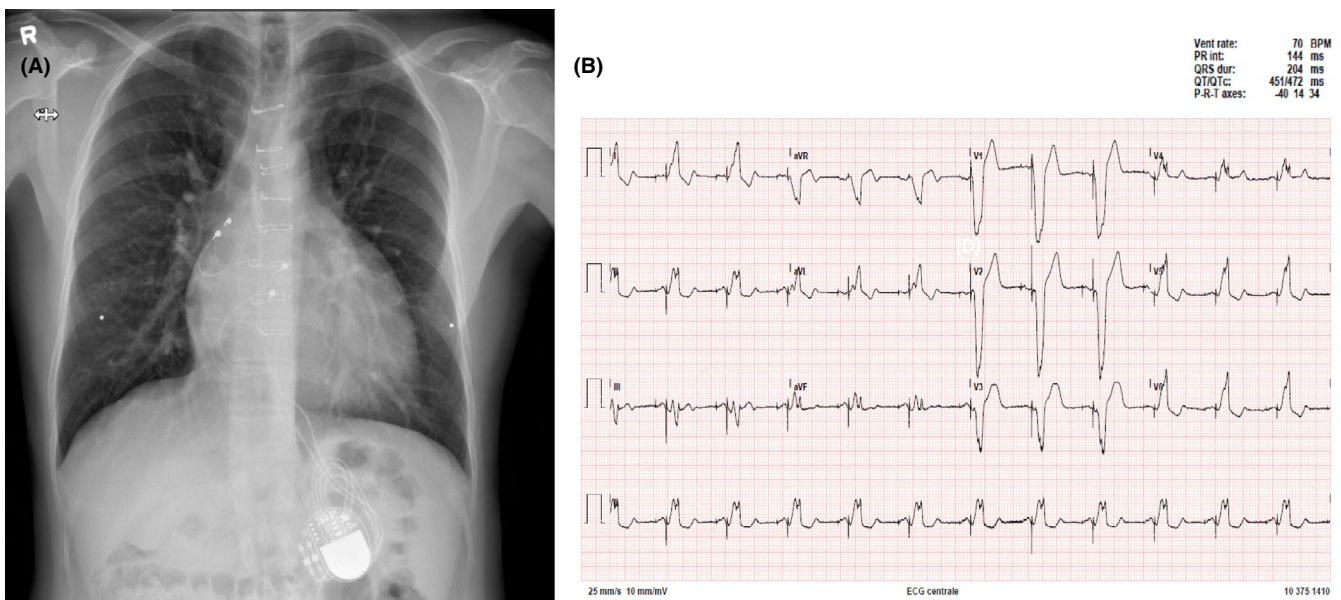 R
(A)
(B)
Vent rate: 70 BPM
PR int: 144 ms
QRS dur: 204 ms
QT/QTc: 451/472 ms
P-R-T axes: -40 14 34
aVR
V1
V4
(D)
II
aVL
V2
V5
III
aVF
V3
V6
II
25 mm/s 10 mm/mV
ECG centrale
10 375 1410